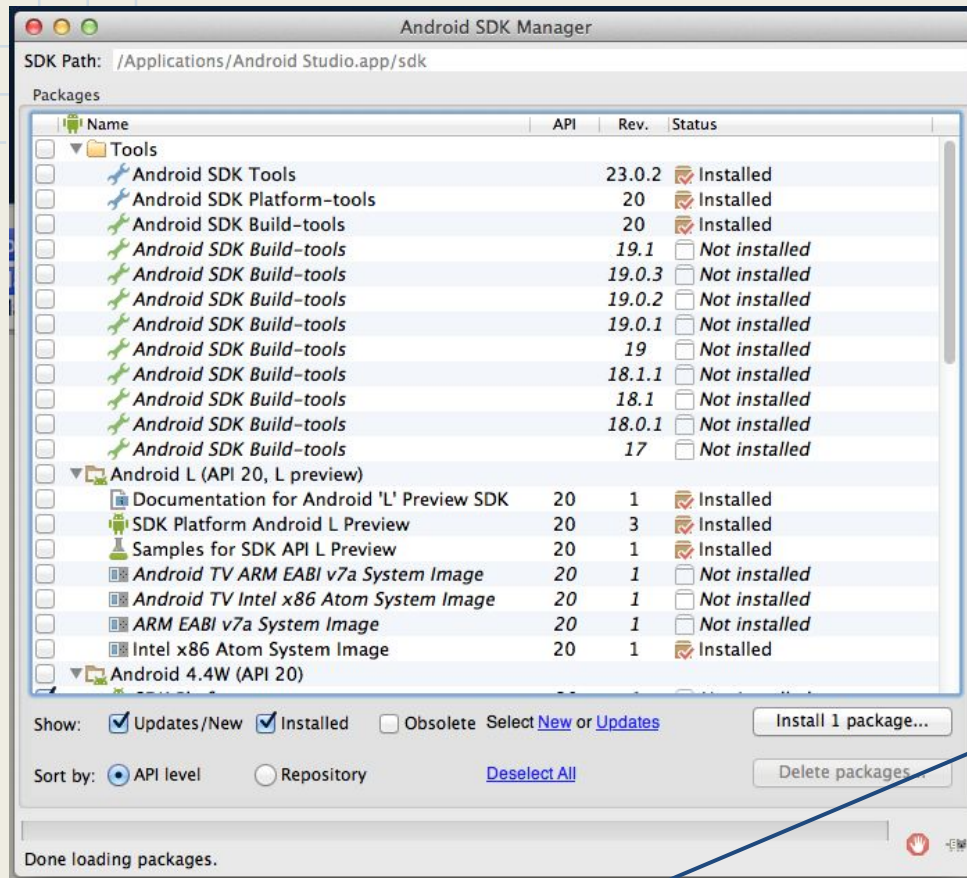 Android SDK Manager
SDK Path: /Applications/Android Studio.app/sdk
Packages
Name API Rev. Status
Tools
Android SDK Tools 23.0.2 Installed
Android SDK Platform-tools 20 Installed
Android SDK Build-tools 20 Installed
Android SDK Build-tools 19.1 Not installed
Android SDK Build-tools 19.0.3 Not installed
Android SDK Build-tools 19.0.2 Not installed
Android SDK Build-tools 19.0.1 Not installed
Android SDK Build-tools 19 Not installed
Android SDK Build-tools 18.1.1 Not installed
Android SDK Build-tools 18.1 Not installed
Android SDK Build-tools 18.0.1 Not installed
Android SDK Build-tools 17 Not installed
Android L (API 20, L preview)
Documentation for Android 'L' Preview SDK 20 1 Installed
SDK Platform Android L Preview 20 3 Installed
Samples for SDK API L Preview 20 1 Installed
Android TV ARM EABI v7a System Image 20 1 Not installed
Android TV Intel x86 Atom System Image 20 1 Not installed
ARM EABI v7a System Image 20 1 Not installed
Intel x86 Atom System Image 20 1 Installed
Android 4.4W (API 20)
Show: Updates/New Installed Obsolete Select New or Updates Install 1 package...
Sort by: API level Repository Deselect All Delete packages...
Done loading packages.